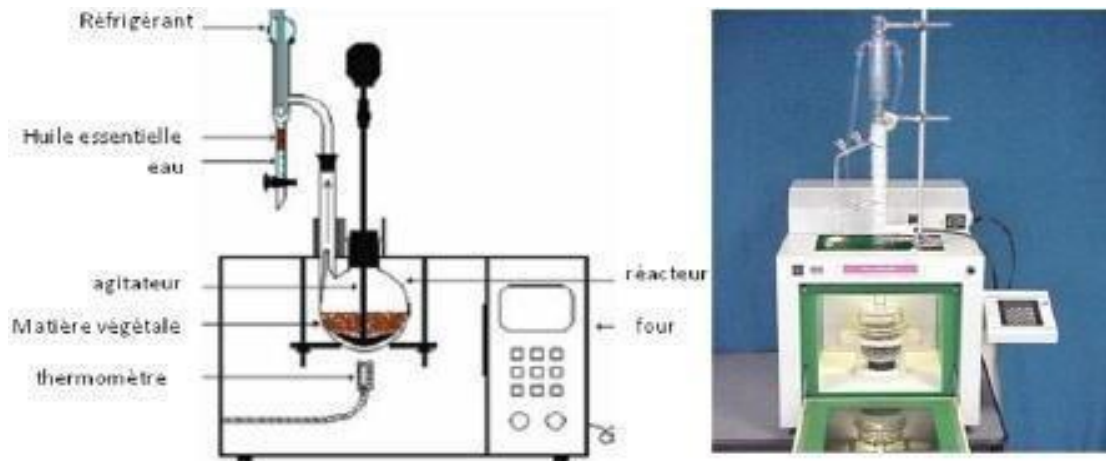 Réfrigérant
Huile essentielle
eau
agitateur
réacteur
Matière végétale
four
thermomètre